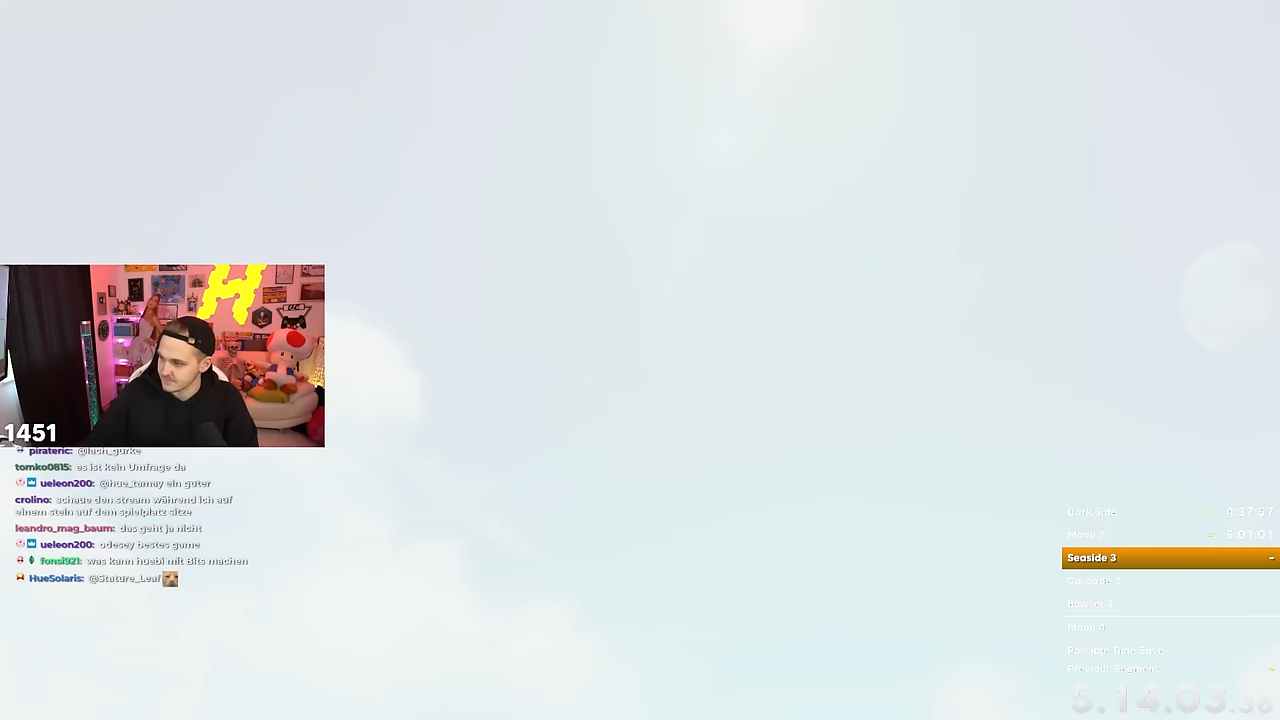 H
1451
pirateric: @lach_gurke
tomko0815: es ist kein Umfrage da
ueleon200: @hue_tamay ein guter
crolino: schaue den stream während ich auf
einem stein auf dem spielplatz sitze
leandro_mag_baum: das geht ja nicht
ueleon200: odesey bestes game
fonsi921: was kann huebi mit Bits machen
HueSolaris: @Stature_Leaf
Dark Side 4:37:57
Moon 2 5:01:01
Seaside 3 -
Cascade 2
Bowser 2 -
Moon 4
Possible Time Save
Previous Segment
5:14:03.36